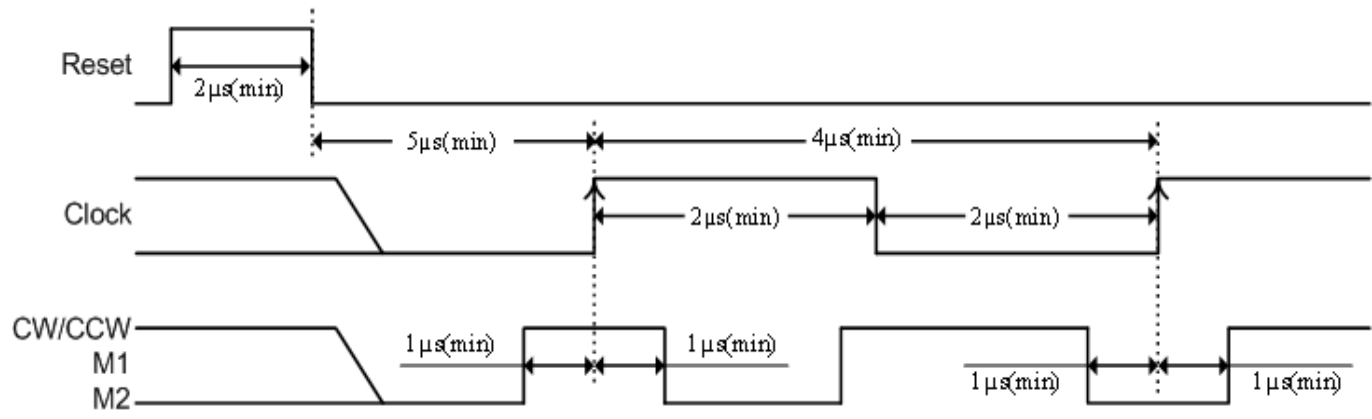 Reset
2μs(min)
5μs(min)
4μs(min)
Clock
2μs(min)
2μs(min)
CW/CCW
M1
M2
1μs(min)
1μs(min)
1μs(min)
1μs(min)